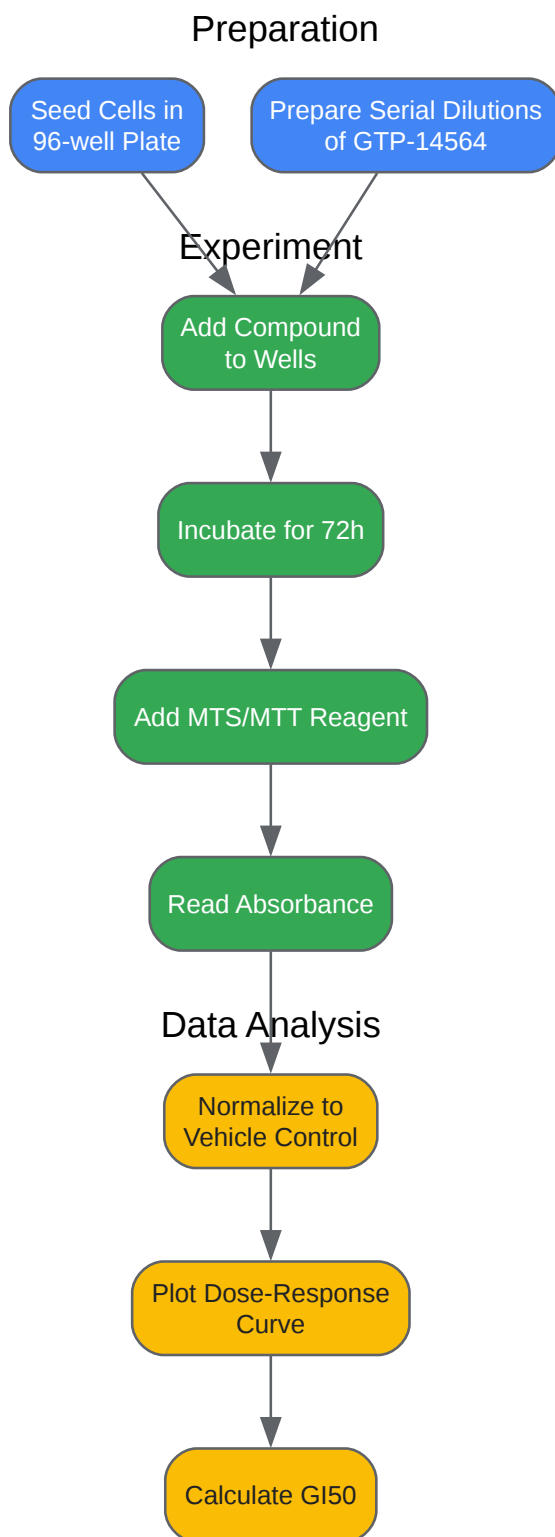 Preparation
Seed Cells in
96-well Plate
Prepare Serial Dilutions
of GTP-14564
Experiment
Add Compound
to Wells
Incubate for 72h
Add MTS/MTT Reagent
Read Absorbance
Data Analysis
Normalize to
Vehicle Control
Plot Dose-Response
Curve
Calculate GI50